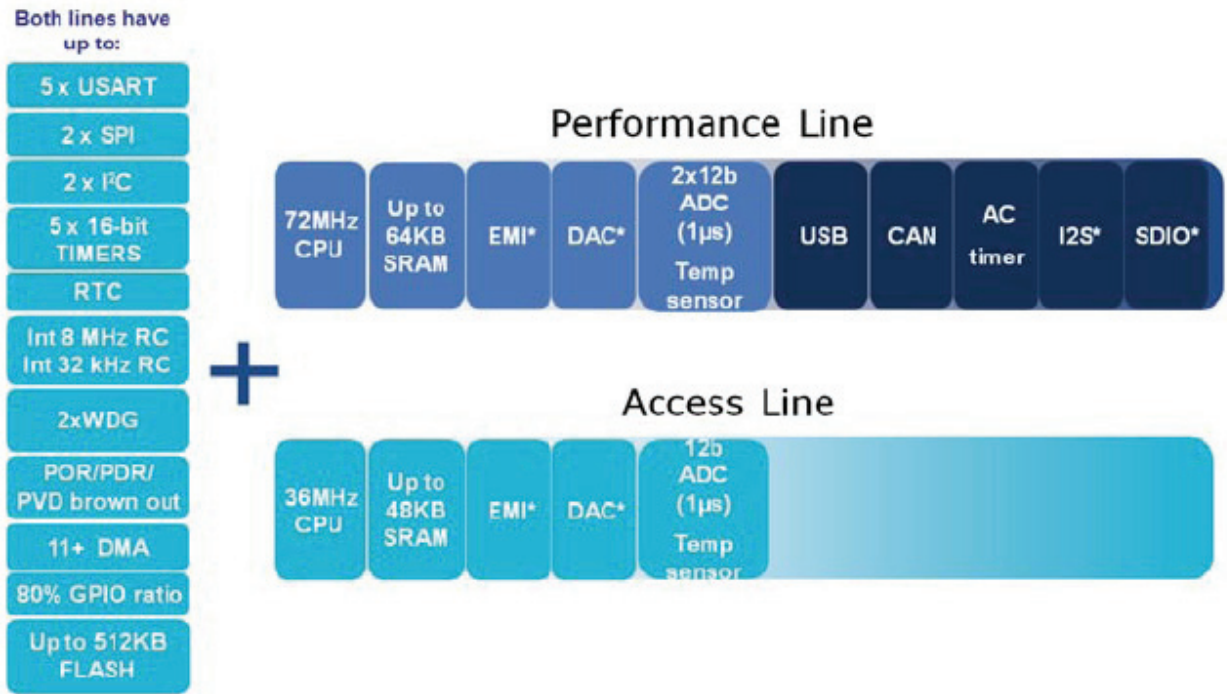 Both lines have
up to:
5 x USART
2 x SPI
2 x I²C
5 x 16-bit
TIMERS
RTC
Int 8 MHz RC
Int 32 kHz RC
2xWDG
POR/PDR/
PVD brown out
11+ DMA
80% GPIO ratio
Up to 512KB
FLASH
+
Performance Line
72MHz
CPU
Up to
64KB
SRAM
EMI*
DAC*
2x12b
ADC
(1µs)
Temp
sensor
USB
CAN
AC
timer
I2S*
SDIO*
Access Line
36MHz
CPU
Up to
48KB
SRAM
EMI*
DAC*
12b
ADC
(1µs)
Temp
sensor